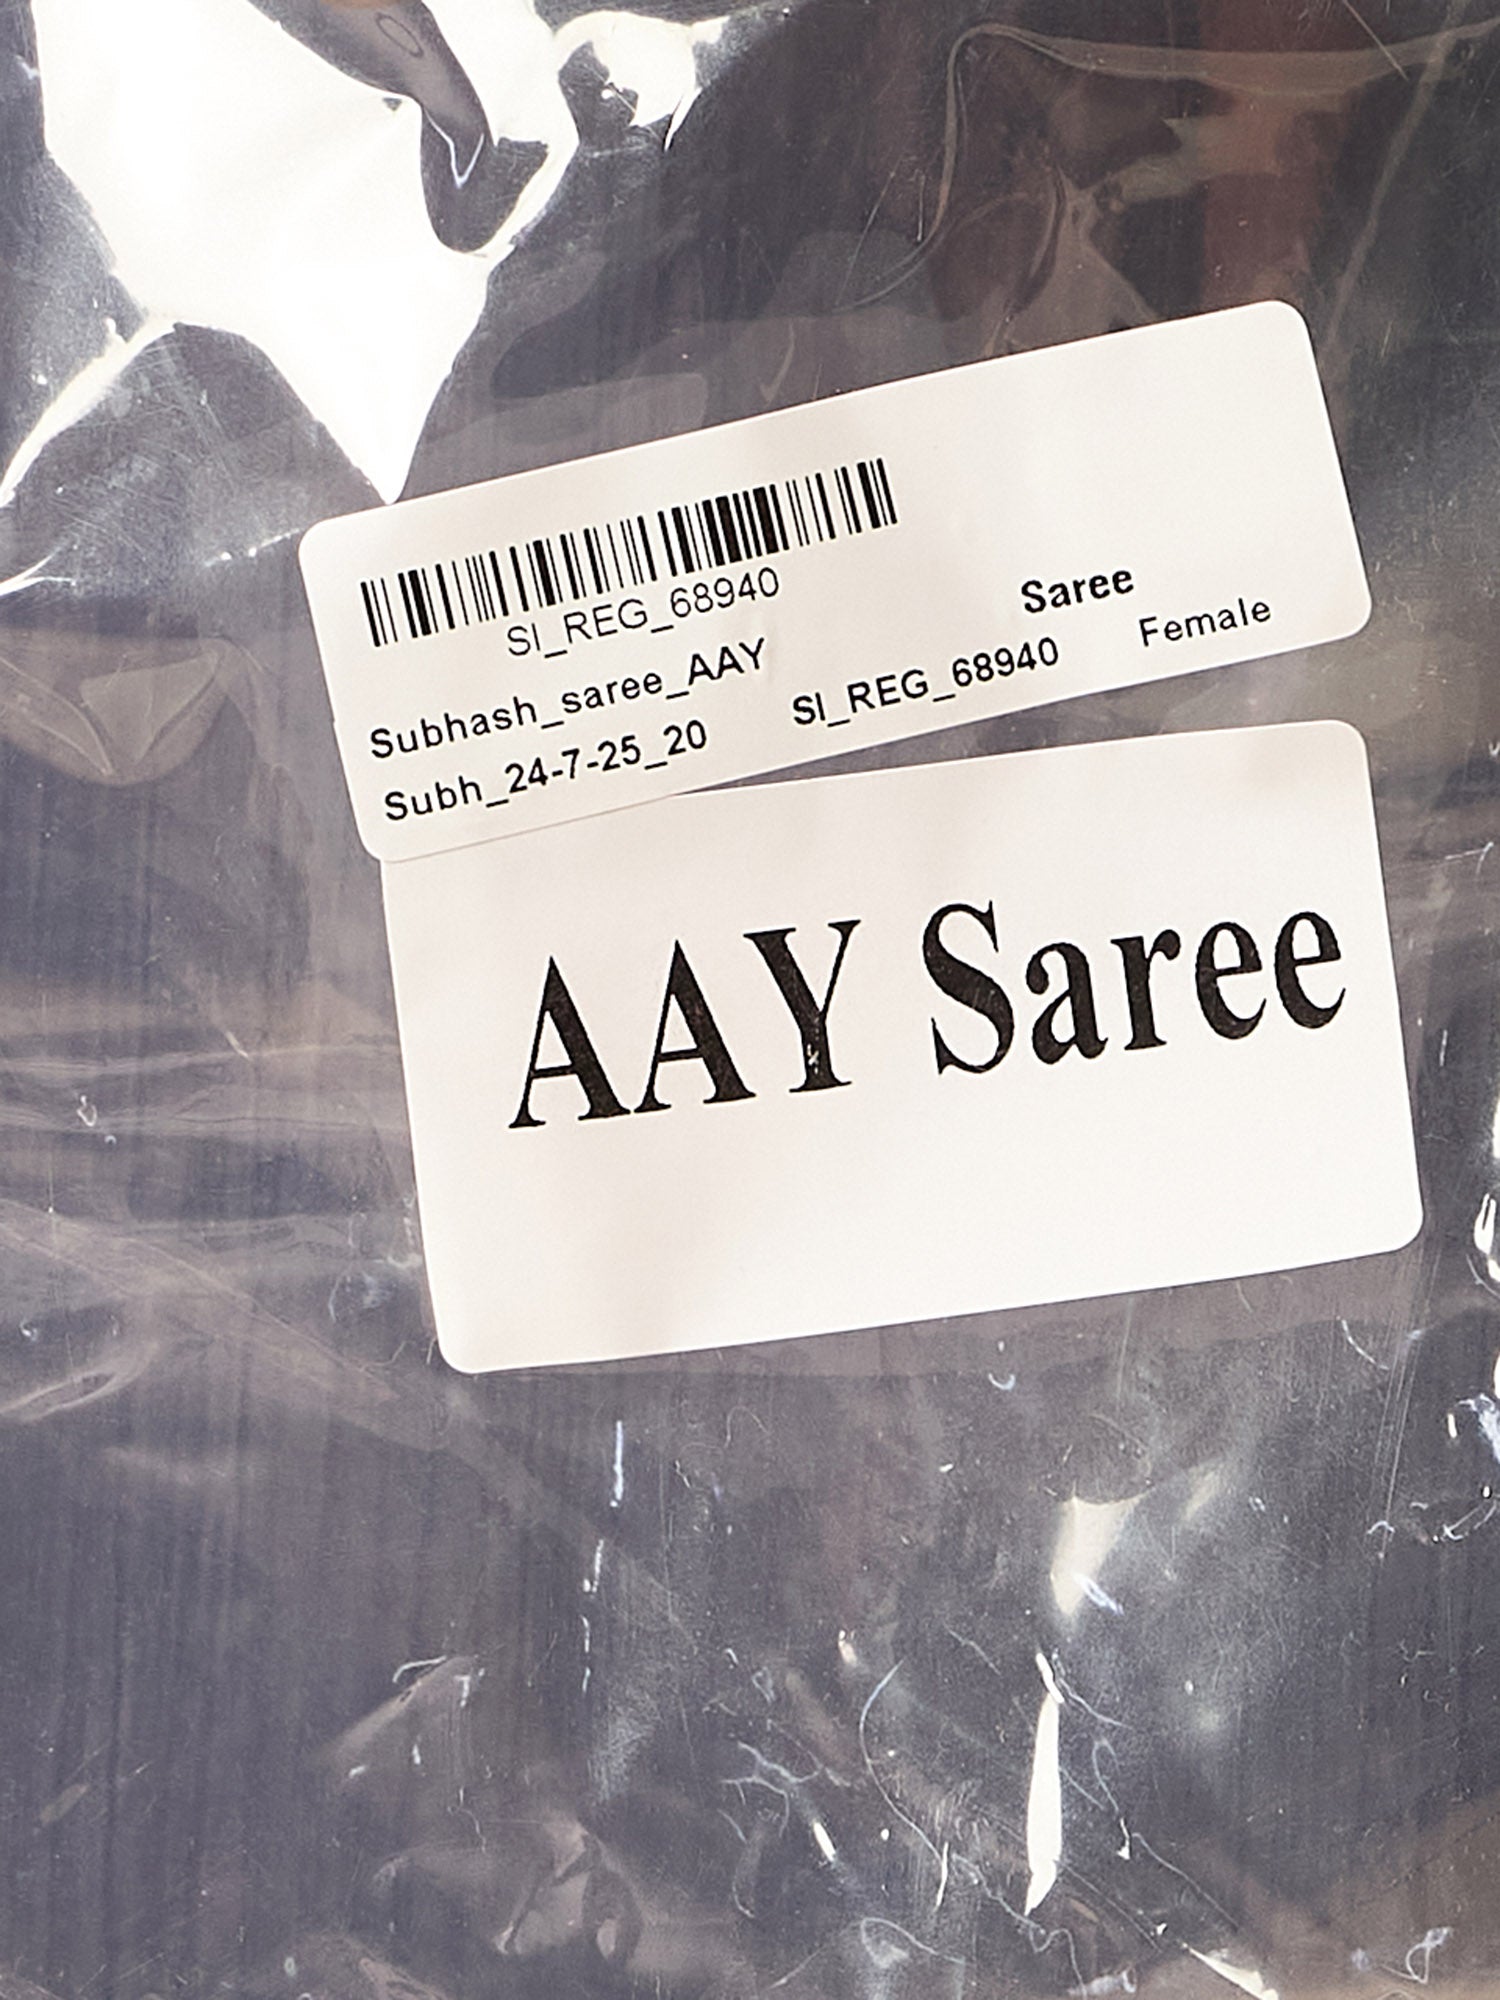 SI_REG_68940
Saree
Subhash_saree_AAY
Female
Subh_24-7-25_20 SI_REG_68940
AAY Saree